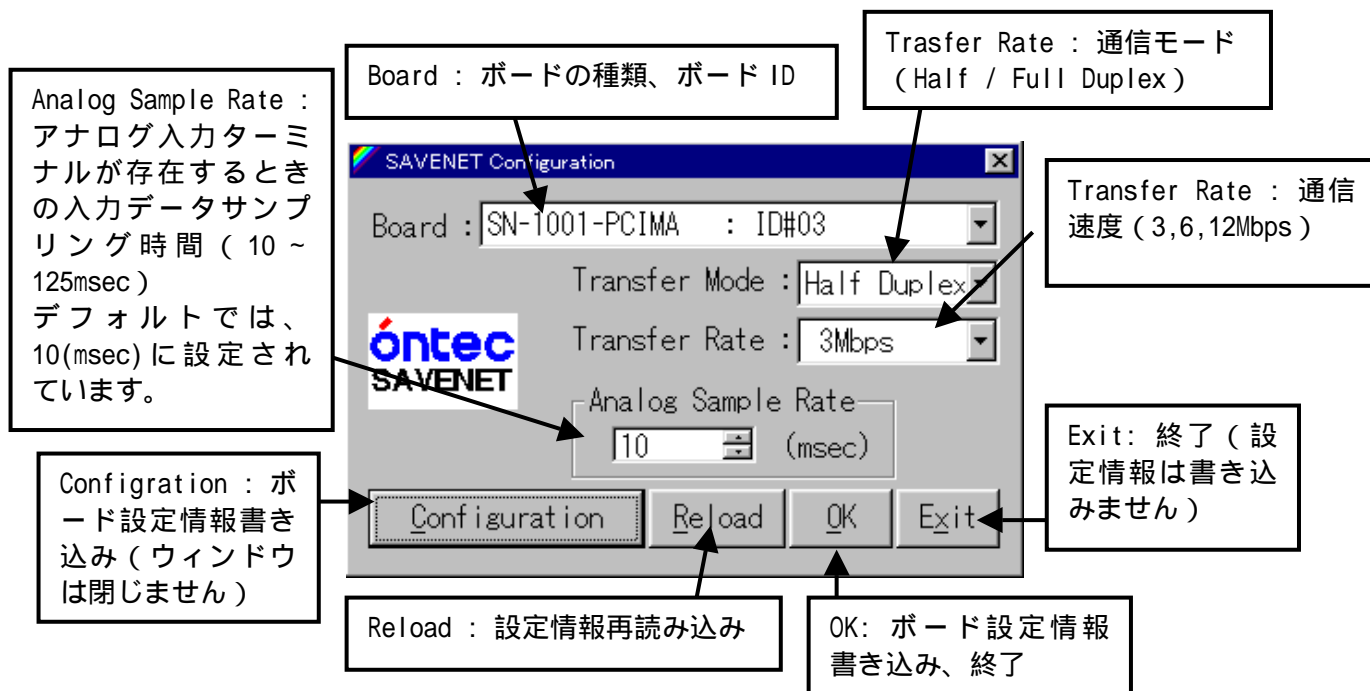 Trasfer Rate : 通信モード
(Half / Full Duplex)
Board : ボードの種類、ボード ID
Analog Sample Rate :
アナログ入力ターミ
ナルが存在するとき
の入力データサンプ
リング時間 ( 10 ~
125msec )
デフォルトでは、
10(msec)に設定され
ています。
SAVENET Configuration
Board : SN-1001-PCIMA : ID#03
Transfer Mode : Half Duplex
Transfer Rate : 3Mbps
Transfer Rate : 通信
速度 ( 3,6,12Mbps )
óntec
SAVENET
Analog Sample Rate
10 (msec)
Configuration Reload OK Exit
Exit: 終了 ( 設
定情報は書き込
みません )
Configration : ボ
ード設定情報書き
込み ( ウィンドウ
は閉じません )
Reload : 設定情報再読み込み
OK: ボード設定情報
書き込み、終了